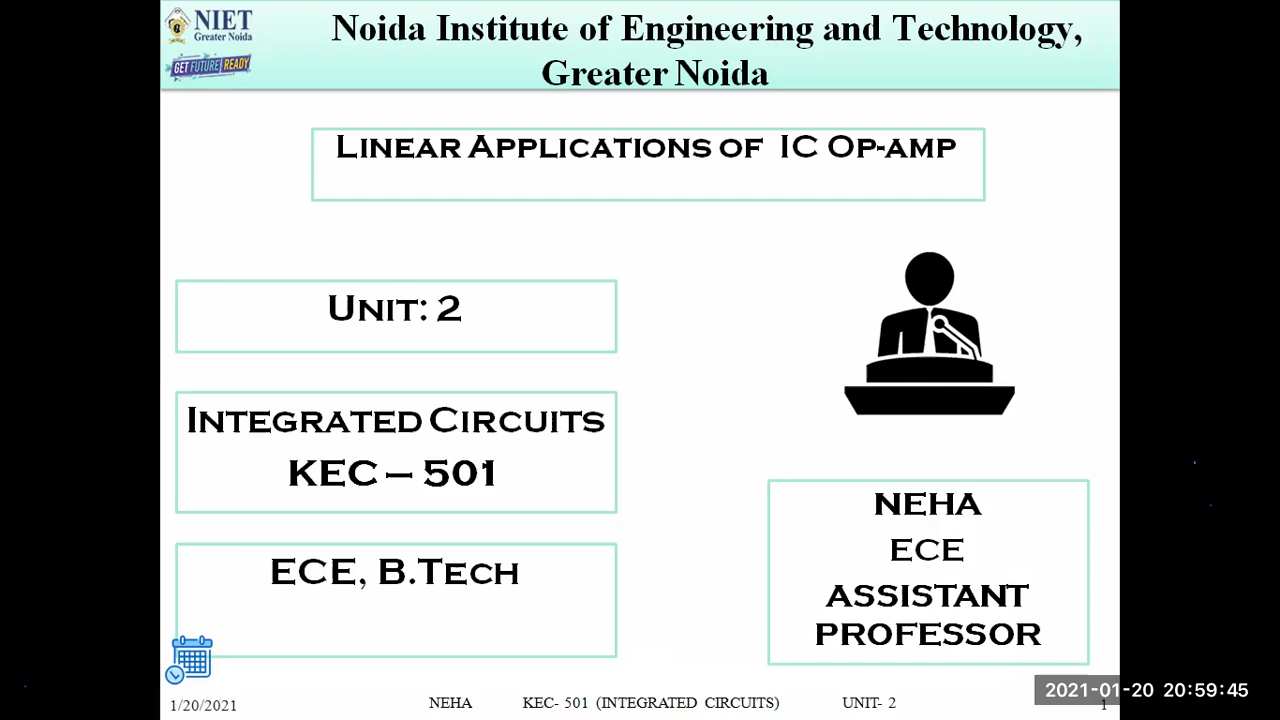 NIET
Greater Noida
GET FUTURE READY
Noida Institute of Engineering and Technology,
Greater Noida
Linear Applications of IC Op-amp
Unit: 2
Integrated Circuits
KEC – 501
ECE, B.Tech
NEHA
ECE
ASSISTANT
PROFESSOR
1/20/2021
NEHA
KEC- 501 (INTEGRATED CIRCUITS)
UNIT- 2
1
2021-01-20 20:59:45